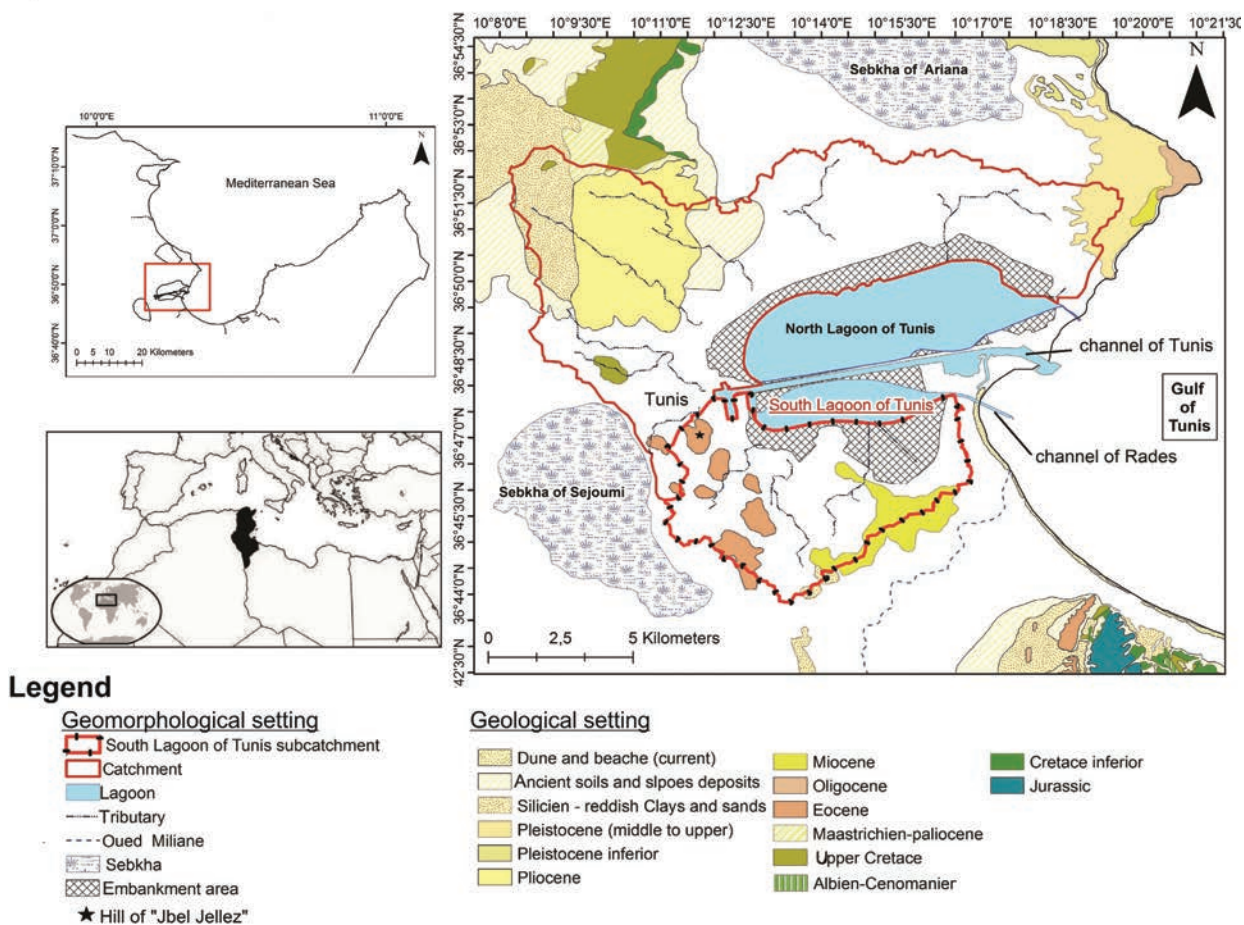 10°8'0"E 10°9'30"E 10°11'0"E 10°12'30"E 10°14'0"E 10°15'30"E 10°17'0"E 10°18'30"E 10°20'0"E 10°21'30"E
36°54'30"N
36°53'0"N
36°51'30"N
36°50'0"N
36°48'30"N
36°47'0"N
36°45'30"N
36°44'0"N
42'30"N
N
Sebkha of Ariana
North Lagoon of Tunis
channel of Tunis
Tunis
South Lagoon of Tunis
Gulf
of
Tunis
channel of Rades
Sebkha of Sejoumi
0 2,5 5 Kilometers
10°0'0"E 11°0'0"E
37°10'0"N
37°0'0"N
36°50'0"N
36°40'0"N
N
Mediterranean Sea
0 5 10 20 Kilometers
Legend
Geomorphological setting
South Lagoon of Tunis subcatchment
Catchment
Lagoon
Tributary
Oued Miliane
Sebkha
Embankment area
Hill of "Jbel Jellez"
Geological setting
Dune and beache (current)
Ancient soils and slpoes deposits
Silicien - reddish Clays and sands
Pleistocene (middle to upper)
Pleistocene inferior
Pliocene
Miocene
Oligocene
Eocene
Maastrichien-paliocene
Upper Cretace
Albien-Cenomanier
Cretace inferior
Jurassic